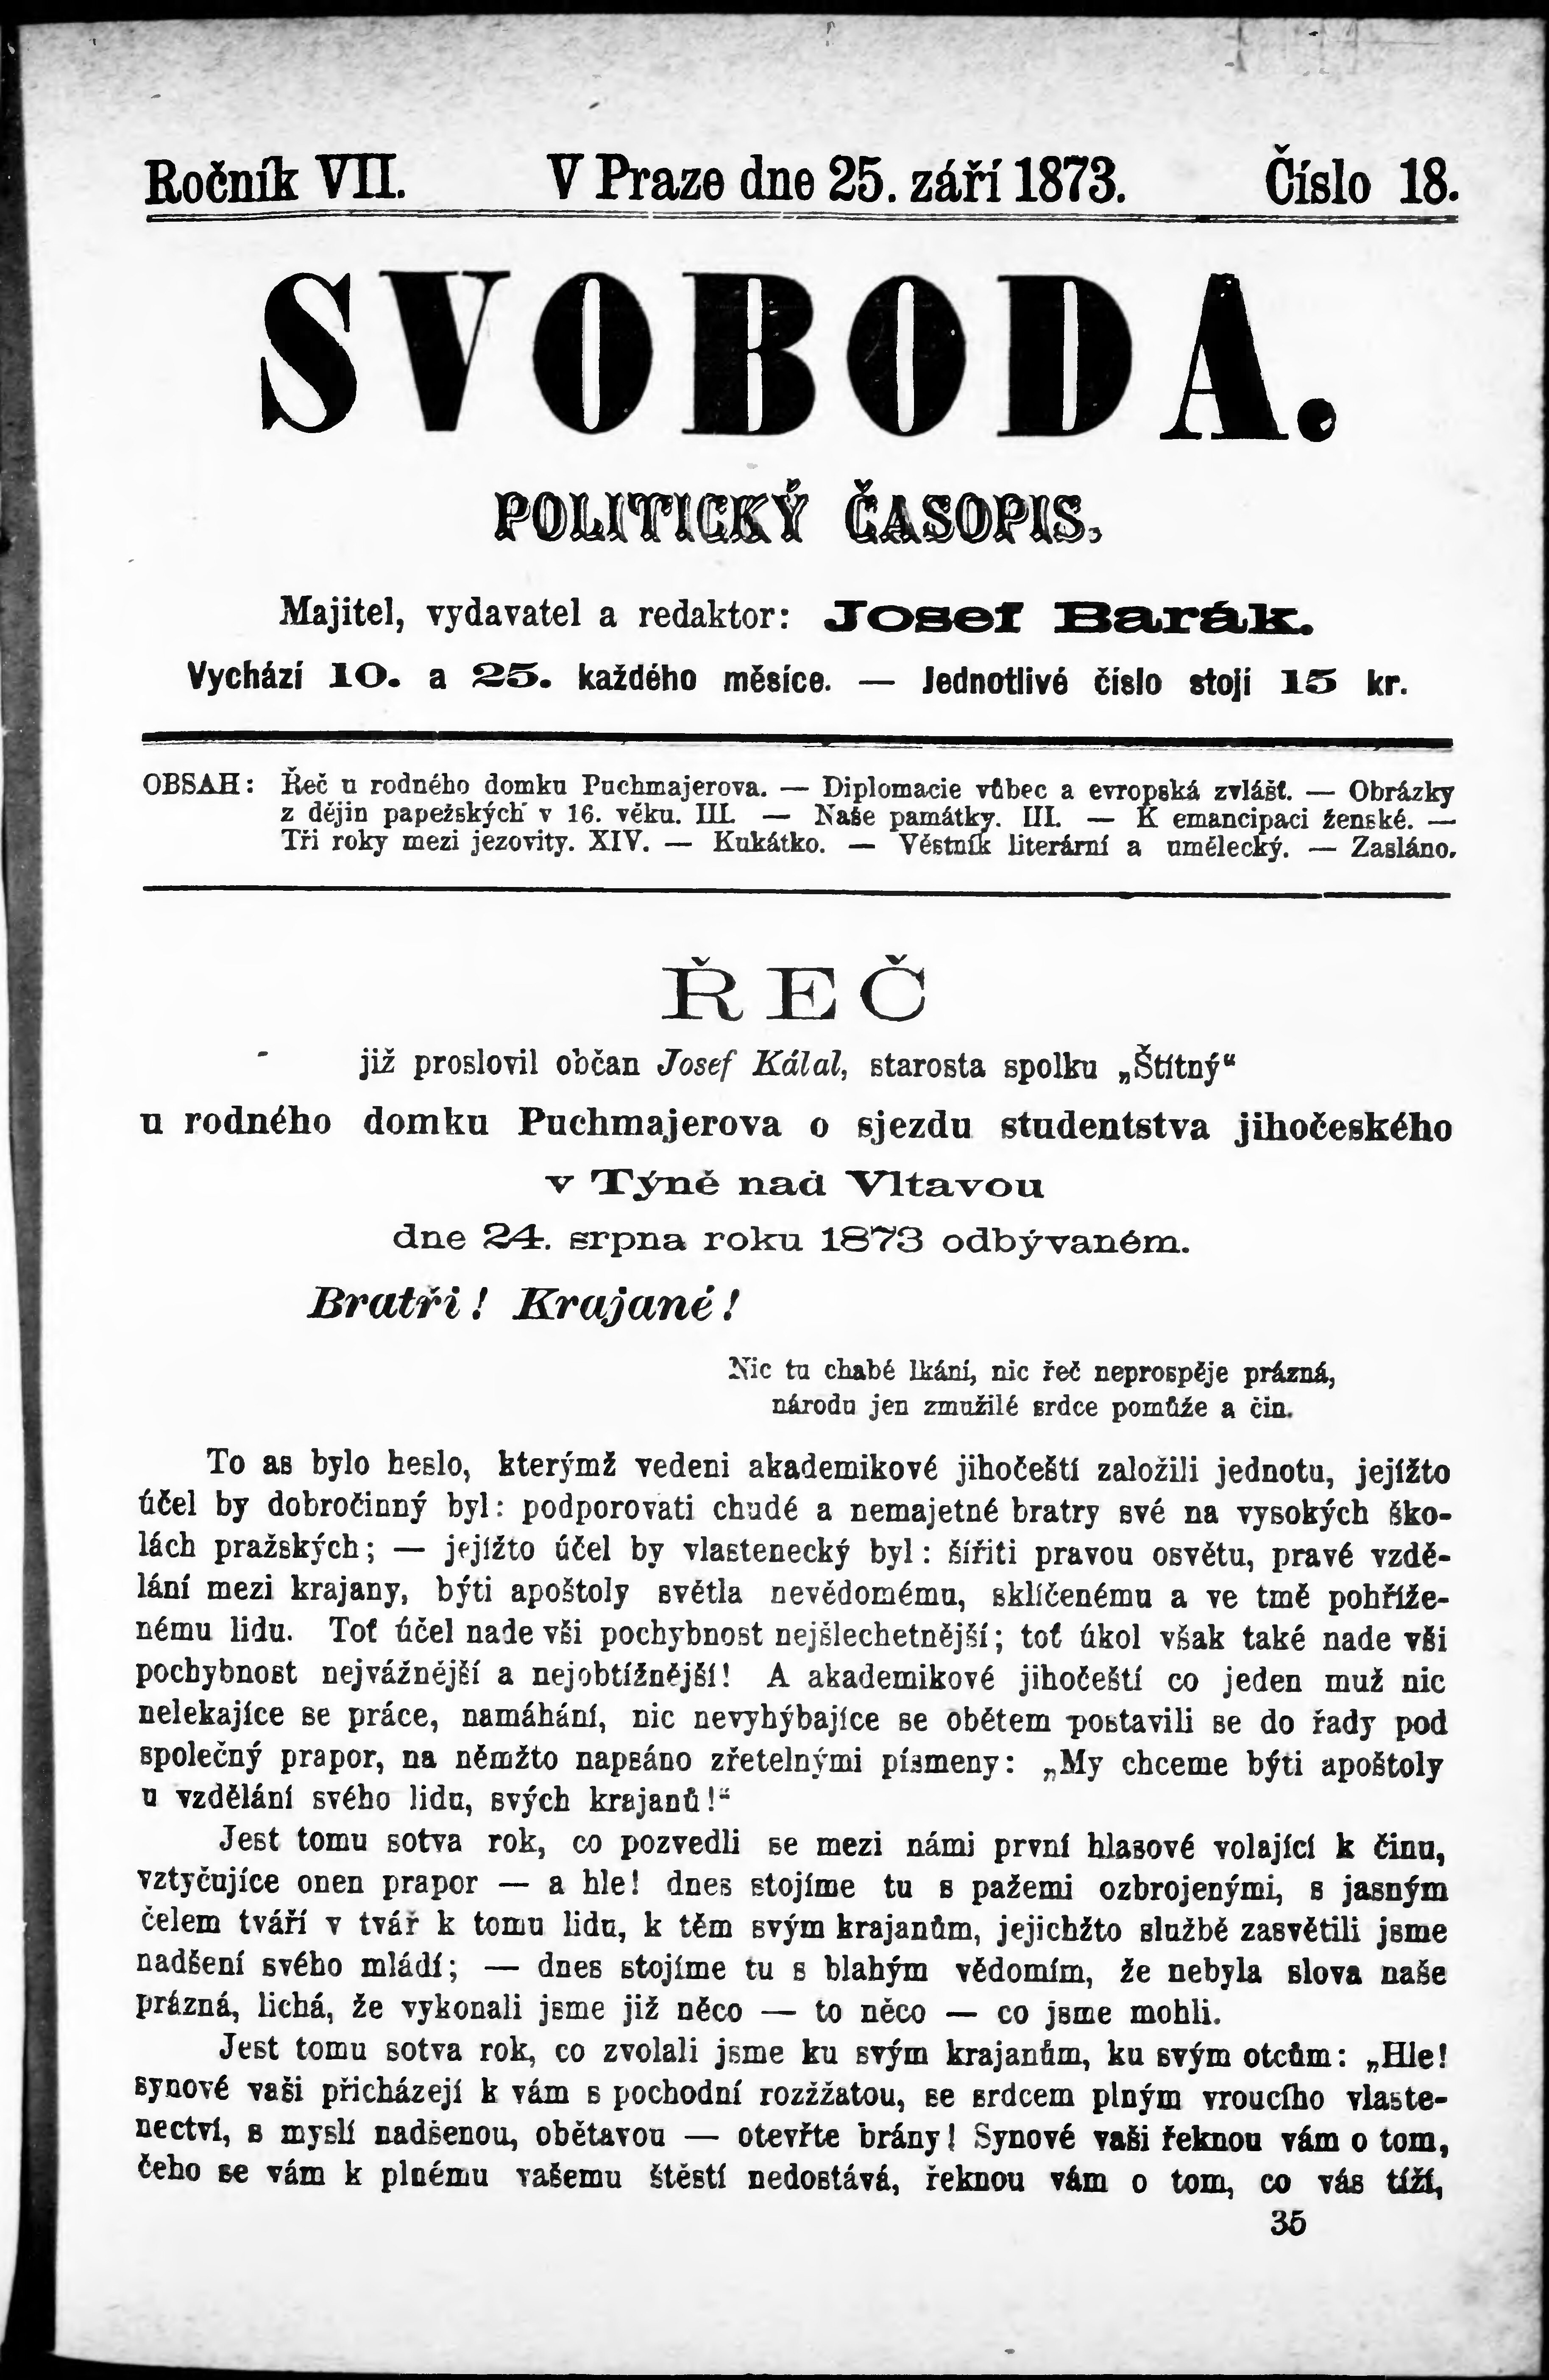 Ročník VII. V Praze dne 25. září 1873. Číslo 18.
SVOBODA.
POLITICKÝ ČASOPIS.
Majitel, vydavatel a redaktor: Josef Barák.
Vychází 10. a 25. každého měsíce. — Jednotlivé číslo stojí 15 kr.
OBSAH: Řeč u rodného domku Puchmajerova. — Diplomacie vůbec a evropská zvlášť. — Obrázky
z dějin papežských v 16. věku. III. — Naše památky. III. — K emancipaci ženské. —
Tři roky mezi jezovity. XIV. — Kukátko. — Věstník literární a umělecký. — Zasláno.
ŘEČ
již proslovil občan Josef Kálal, starosta spolku „Štítný“
u rodného domku Puchmajerova o sjezdu studentstva jihočeského
v Týně nad Vltavou
dne 24. srpna roku 1873 odbývaném.
Bratři! Krajané!
Nic tu chabé lkání, nic řeč neprospěje prázná,
národu jen zmužilé srdce pomůže a čin.
To as bylo heslo, kterýmž vedeni akademikové jihočeští založili jednotu, jejížto
účel by dobročinný byl: podporovati chudé a nemajetné bratry své na vysokých ško-
lách pražských; — jejížto účel by vlastenecký byl: šířiti pravou osvětu, pravé vzdě-
lání mezi krajany, býti apoštoly světla nevědomému, sklíčenému a ve tmě pohříže-
nému lidu. Toť účel nade vši pochybnost nejšlechetnější; toť úkol však také nade vši
pochybnost nejvážnější a nejobtížnější! A akademikové jihočeští co jeden muž nic
nelekajíce se práce, namáhání, nic nevyhýbajíce se obětem postavili se do řady pod
společný prapor, na němžto napsáno zřetelnými písmeny: „My chceme býti apoštoly
u vzdělání svého lidu, svých krajanů!“
Jest tomu sotva rok, co pozvedli se mezi námi první hlasové volající k činu,
vztyčujíce onen prapor — a hle! dnes stojíme tu s pažemi ozbrojenými, s jasným
čelem tváří v tvář k tomu lidu, k těm svým krajanům, jejichžto službě zasvětili jsme
nadšení svého mládí; — dnes stojíme tu s blahým vědomím, že nebyla slova naše
prázná, lichá, že vykonali jsme již něco — to něco — co jsme mohli.
Jest tomu sotva rok, co zvolali jsme ku svým krajanům, ku svým otcům: „Hle!
synové vaši přicházejí k vám s pochodní rozžžatou, se srdcem plným vroucího vlaste-
nectví, s myslí nadšenou, obětavou — otevřte brány! Synové vaši řeknou vám o tom,
čeho se vám k plnému vašemu štěstí nedostává, řeknou vám o tom, co vás tíží,
35